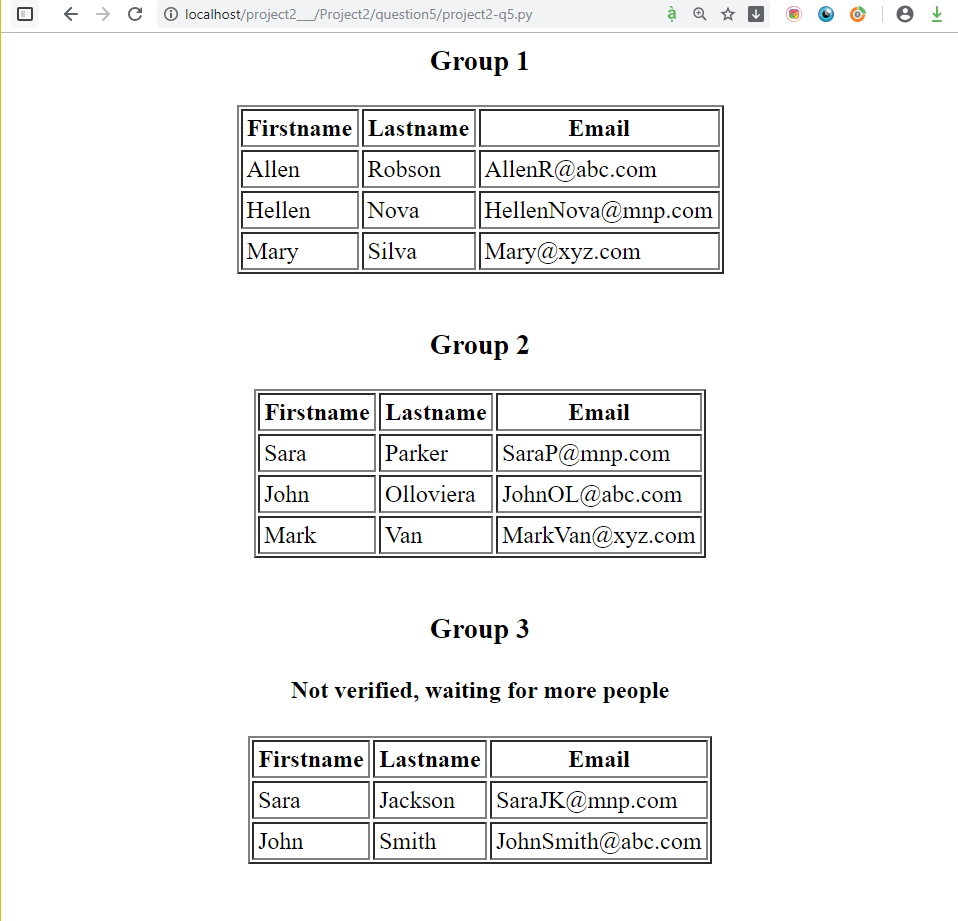 localhost/project2___/Project2/question5/project2-q5.py
Group 1
Firstname Lastname Email
Allen Robson AllenR@abc.com
Hellen Nova HellenNova@mnp.com
Mary Silva Mary@xyz.com
Group 2
Firstname Lastname Email
Sara Parker SaraP@mnp.com
John Olloviera JohnOL@abc.com
Mark Van MarkVan@xyz.com
Group 3
Not verified, waiting for more people
Firstname Lastname Email
Sara Jackson SaraJK@mnp.com
John Smith JohnSmith@abc.com